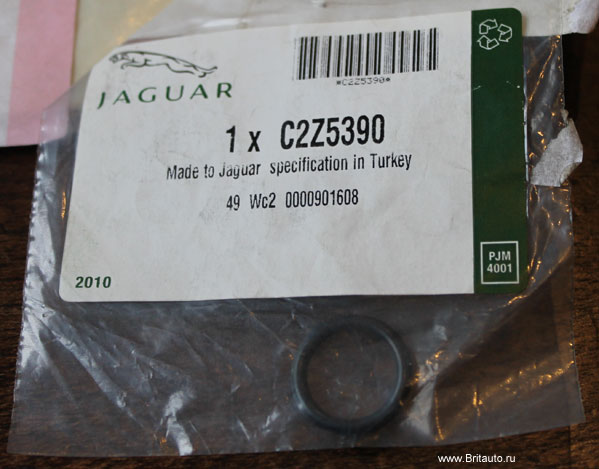 JAGUAR
*C2Z5390*
1 x C2Z5390
Made to Jaguar specification in Turkey
49 Wc2 0000901608
2010
PJM
4001
www.Britauto.ru